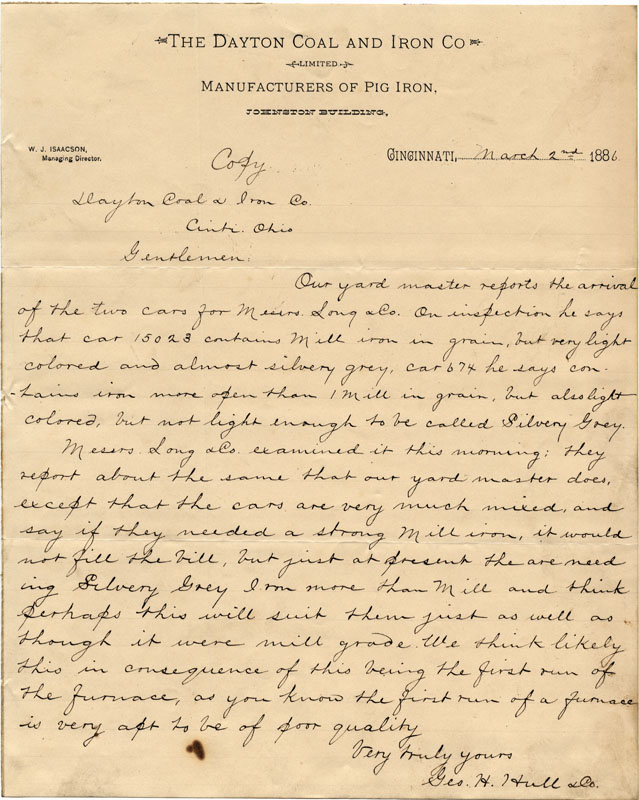 THE DAYTON COAL AND IRON CO
LIMITED.
MANUFACTURERS OF PIG IRON,
JOHNSTON BUILDING,
W. J. ISAACSON,
Managing Director.
CINCINNATI, March 2nd 1886
Copy
Dayton Coal & Iron Co.
Cinti. Ohio
Gentlemen:
Our yard master reports the arrival
of the two cars for Messrs. Long &Co. On inspection he says
that car 15023 contains Mill iron in grain, but very light
colored and almost silvery grey, car 674 he says con-
-tains iron more open than 1 Mill in grain, but also light
colored, but not light enough to be called Silvery Grey.
Messrs. Long &Co. examined it this morning; they
report about the same that our yard master does,
except that the cars are very much mixed, and
say if they needed a strong Mill iron, it would
not fill the bill, but just at present the are need
ing Silvery Grey Iron more than Mill and think
perhaps this will suit them just as well as
though it were mill grade. We think likely
this in consequence of this being the first run of
the furnace, as you know the first run of a furnace
is very apt to be of poor quality
Very truly yours
Geo. H. Hull &Co.